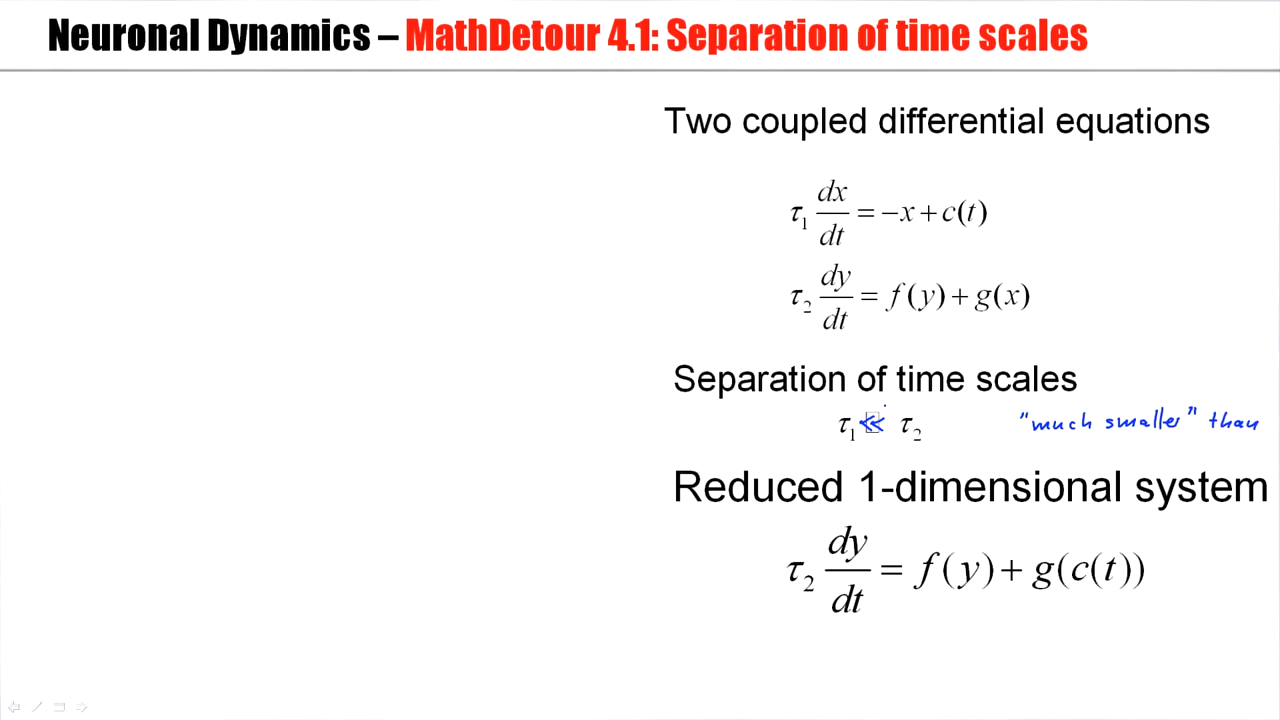 Neuronal Dynamics – MathDetour 4.1: Separation of time scales
Two coupled differential equations
τ₁ dx/dt = −x + c(t)
τ₂ dy/dt = f(y) + g(x)
Separation of time scales
τ₁ ≪ τ₂ "much smaller" than
Reduced 1-dimensional system
τ₂ dy/dt = f(y) + g(c(t))